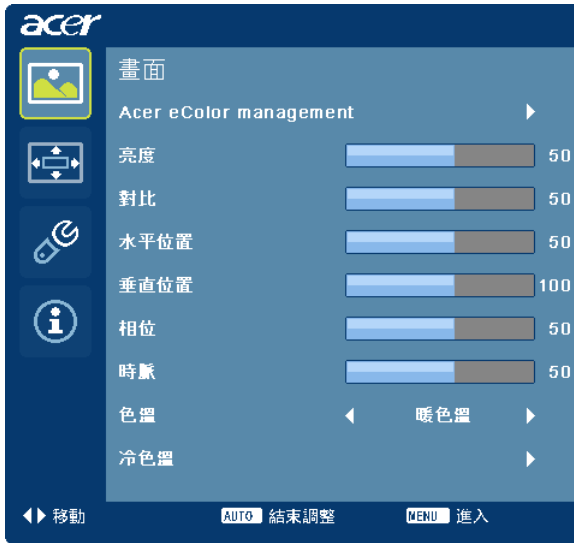 acer
畫面
Acer eColor management
亮度 50
對比 50
水平位置 50
垂直位置 100
相位 50
時脈 50
色溫 暖色溫
冷色溫
移動 AUTO 結束調整 MENU 進入